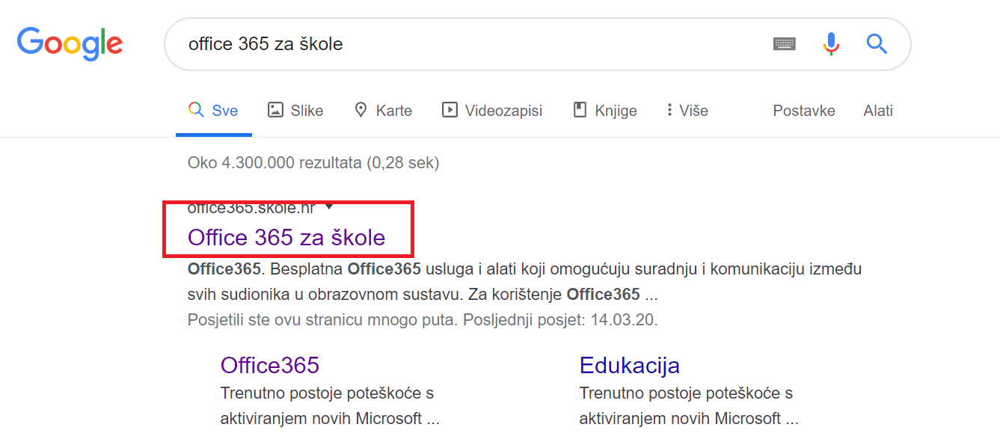 Google
office 365 za škole
Sve Slike Karte Videozapisi Knjige Više Postavke Alati
Oko 4.300.000 rezultata (0,28 sek)
office365.skole.hr
Office 365 za škole
Office365. Besplatna Office365 usluga i alati koji omogućuju suradnju i komunikaciju između
svih sudionika u obrazovnom sustavu. Za korištenje Office365 ...
Posjetili ste ovu stranicu mnogo puta. Posljednji posjet: 14.03.20.
Office365 Edukacija
Trenutno postoje poteškoće s Trenutno postoje poteškoće s
aktiviranjem novih Microsoft ... aktiviranjem novih Microsoft ...